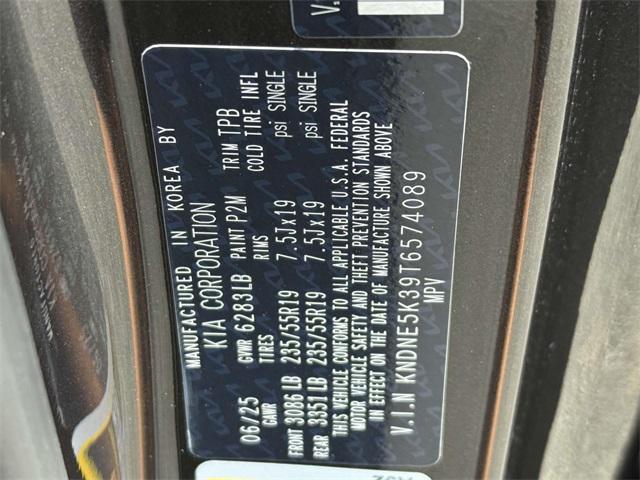 MANUFACTURED IN KOREA BY
KIA CORPORATION
06/25 GVWR 6283LB PAINT P2M TRIM TPB
GAWR TIRES RIMS COLD TIRE INFL
FRONT 3086 LB 235/55R19 7.5Jx19 psi SINGLE
REAR 3351 LB 235/55R19 7.5Jx19 psi SINGLE
THIS VEHICLE CONFORMS TO ALL APPLICABLE U.S.A. FEDERAL
MOTOR VEHICLE SAFETY AND THEFT PREVENTION STANDARDS
IN EFFECT ON THE DATE OF MANUFACTURE SHOWN ABOVE
V.I.N KNDNE5K39T6574089
MPV
V.